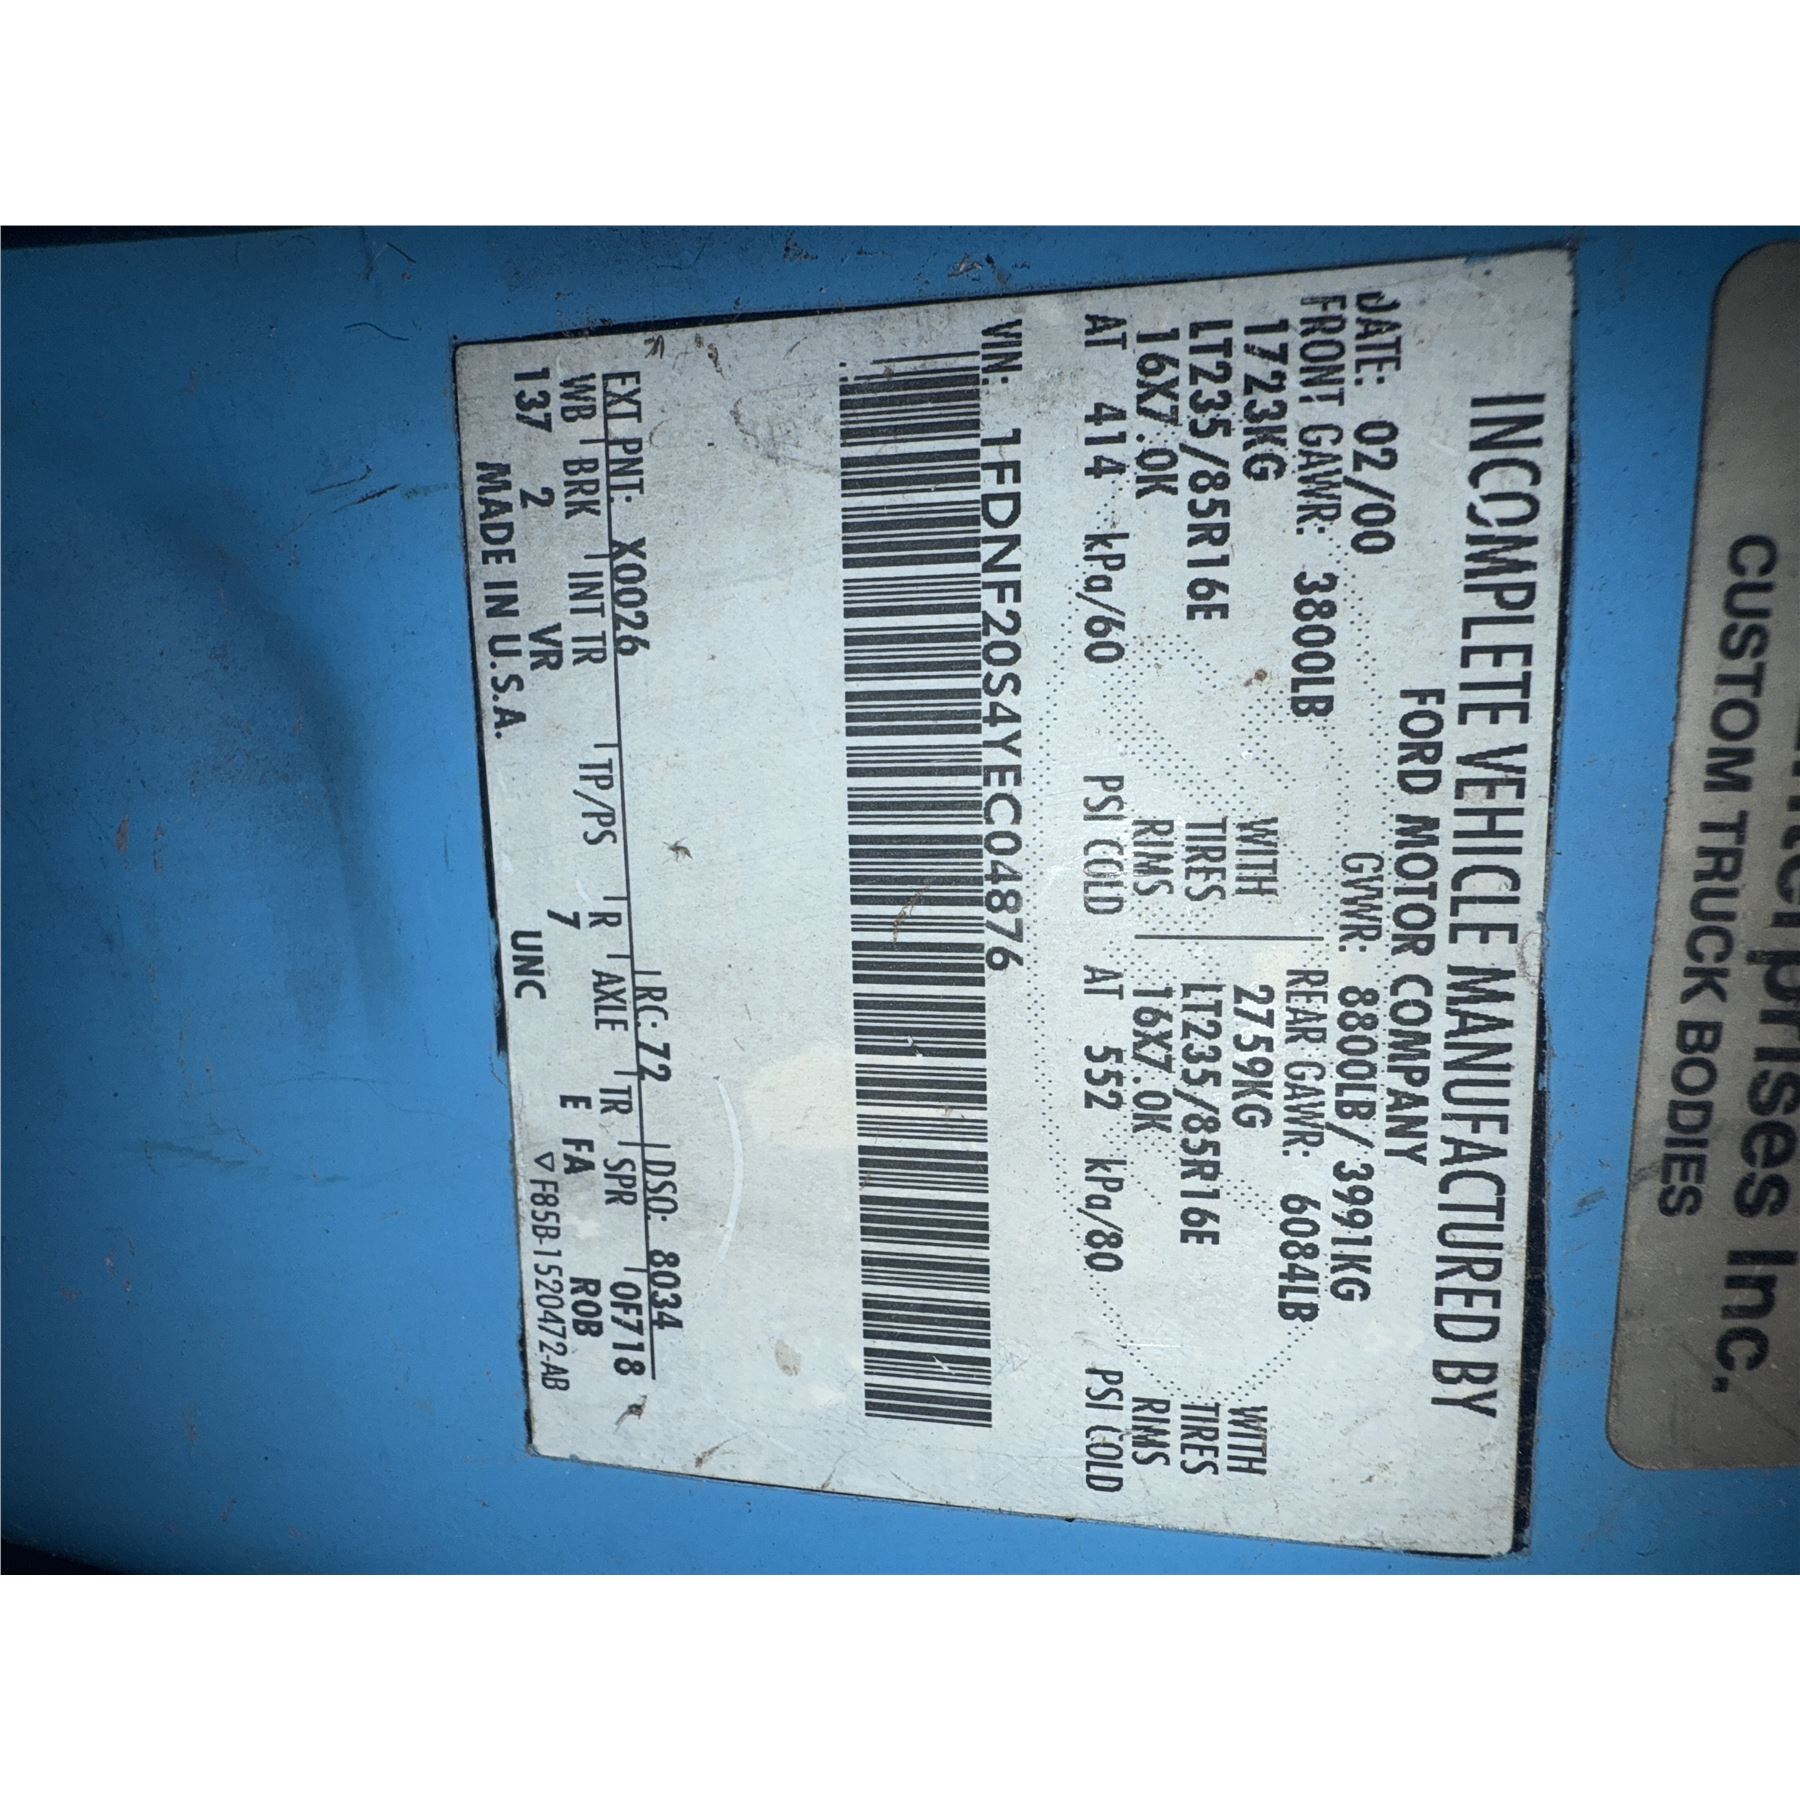 Enterprises Inc.
CUSTOM TRUCK BODIES
INCOMPLETE VEHICLE MANUFACTURED BY
FORD MOTOR COMPANY
DATE: 02/00 GVWR: 8800LB/ 3991KG
FRONT GAWR: 3800LB REAR GAWR: 6084LB
1723KG WITH 2759KG WITH
LT235/85R16E TIRES LT235/85R16E TIRES
16X7.0K RIMS 16X7.0K RIMS
AT 414 kPa/60 PSI COLD AT 552 kPa/80 PSI COLD
VIN: 1FDNF20S4YEC04876
EXT PNT: X0026 RC: 72 DSO: 8034
WB BRK INT TR TP/PS R AXLE TR SPR OF718
137 2 VR 7 E FA ROB
MADE IN U.S.A. UNC ▽F85B-1520472-AB